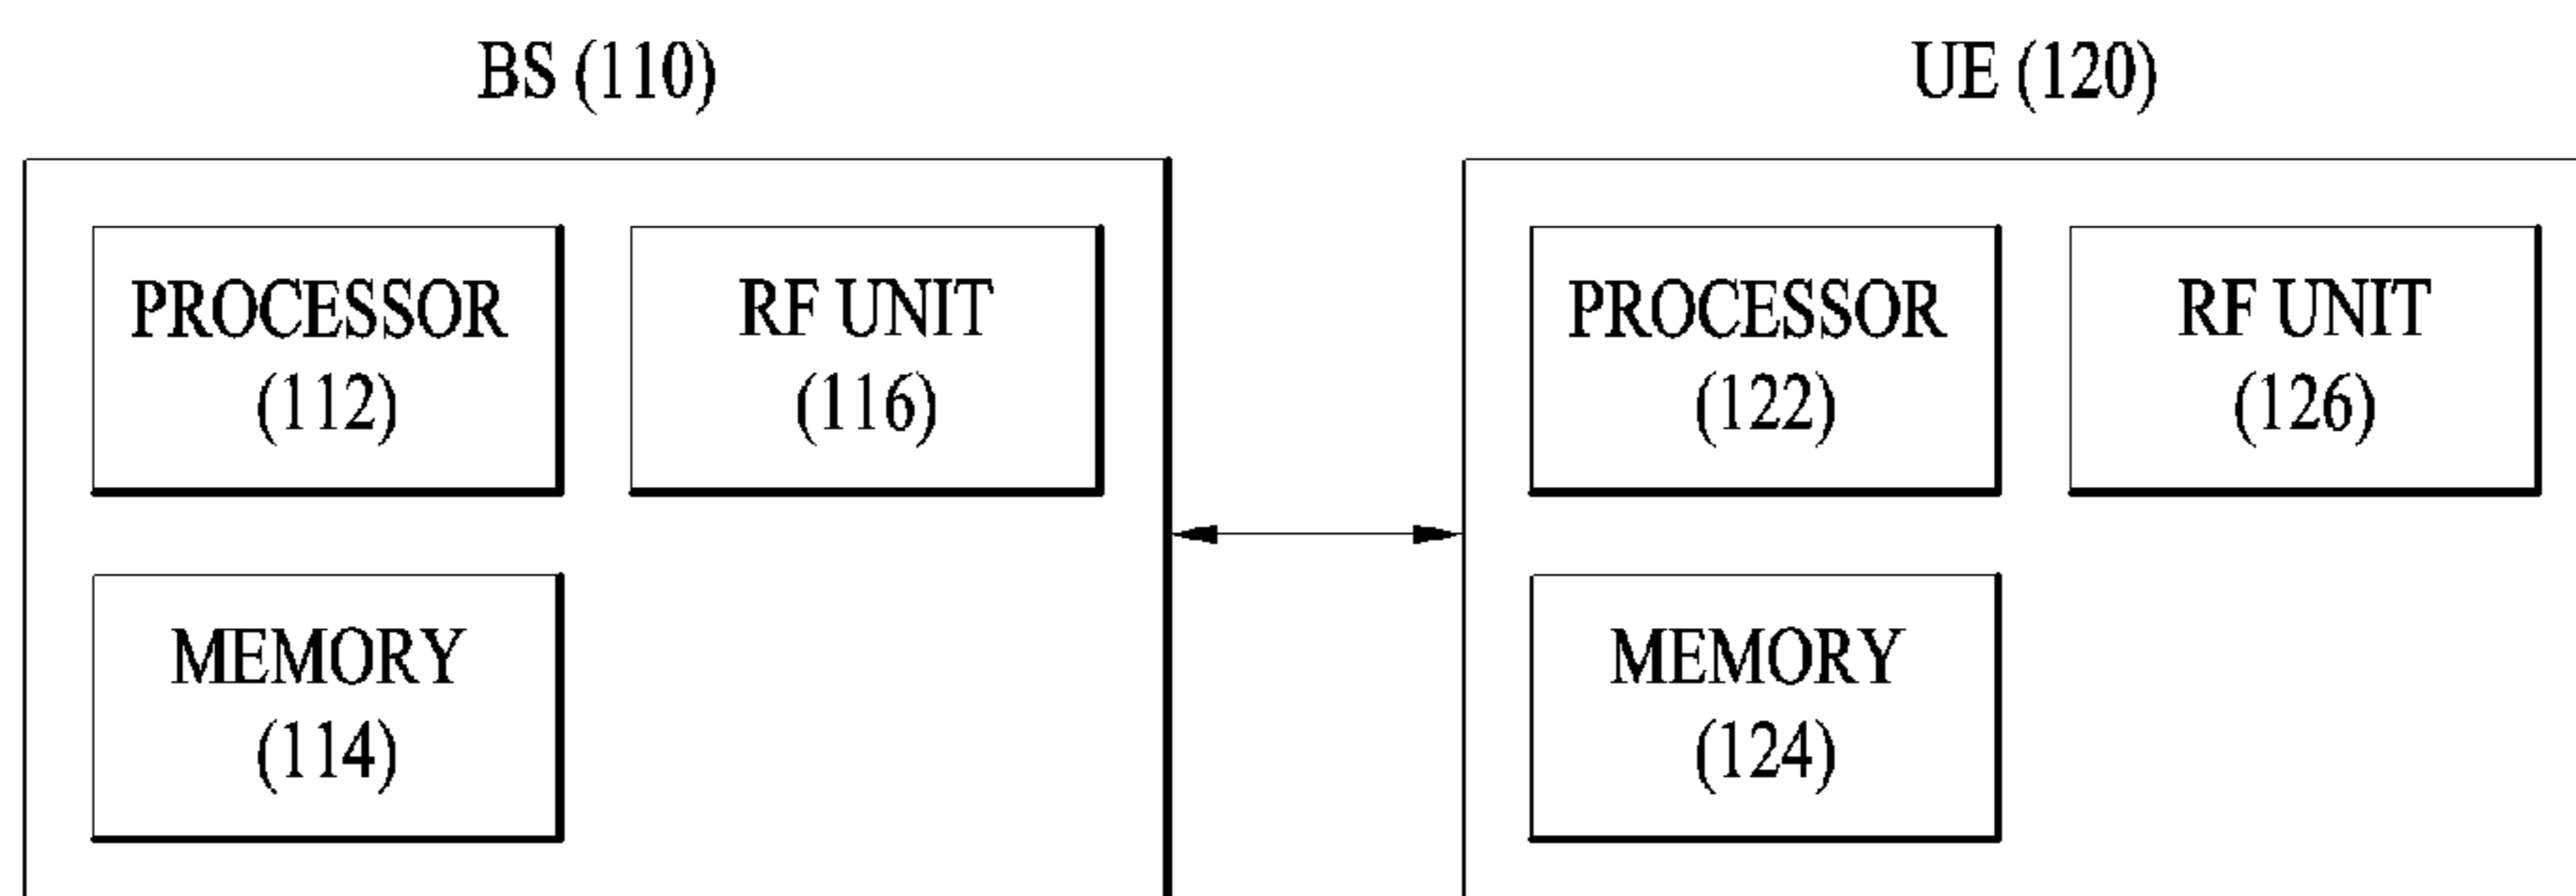 BS (110)
UE (120)
PROCESSOR
(112)
RF UNIT
(116)
MEMORY
(114)
PROCESSOR
(122)
RF UNIT
(126)
MEMORY
(124)